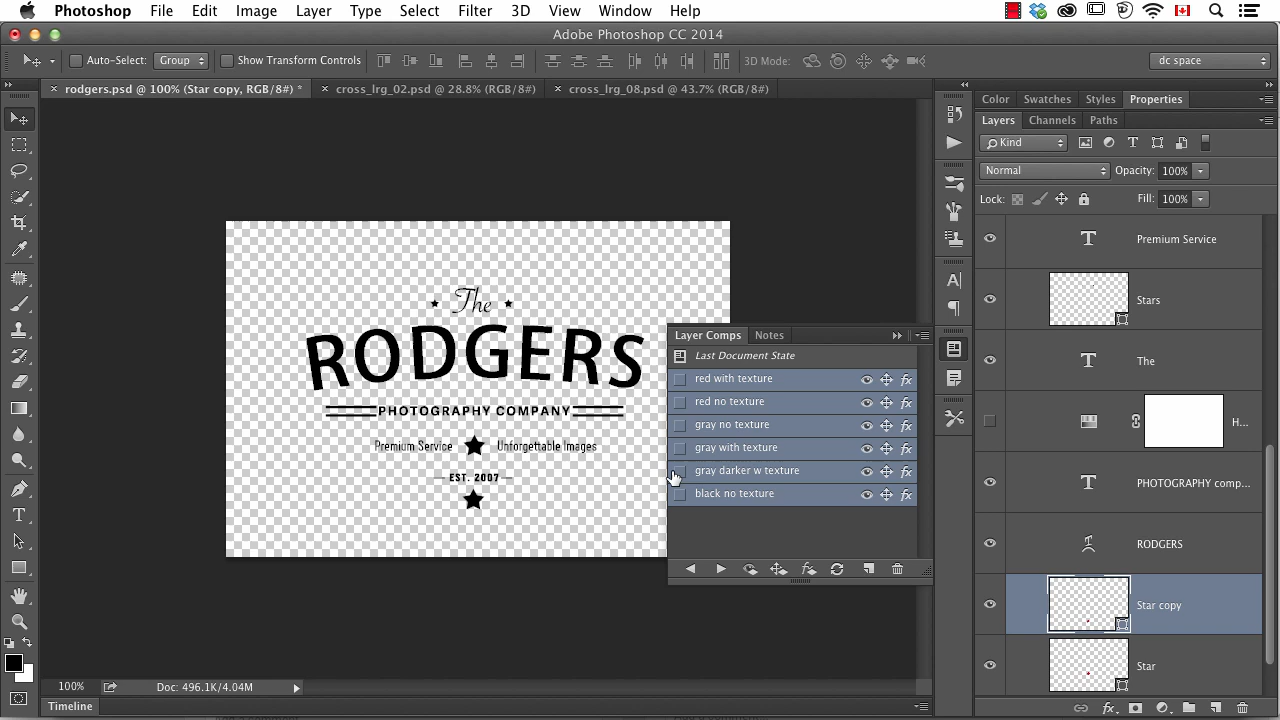 Photoshop File Edit Image Layer Type Select Filter 3D View Window Help
Adobe Photoshop CC 2014
Auto-Select: Group Show Transform Controls 3D Mode: dc space
rodgers.psd @ 100% (Star copy, RGB/8#) * cross_lrg_02.psd @ 28.8% (RGB/8#) cross_lrg_08.psd @ 43.7% (RGB/8#)
Color Swatches Styles Properties
Layers Channels Paths
Kind
Normal Opacity: 100%
Lock: Fill: 100%
Premium Service
Stars
The
H...
PHOTOGRAPHY comp...
RODGERS
Star copy
Star
The
RODGERS
PHOTOGRAPHY COMPANY
Premium Service Unforgettable Images
EST. 2007
Layer Comps Notes
Last Document State
red with texture
red no texture
gray no texture
gray with texture
gray darker w texture
black no texture
100% Doc: 496.1K/4.04M
Timeline